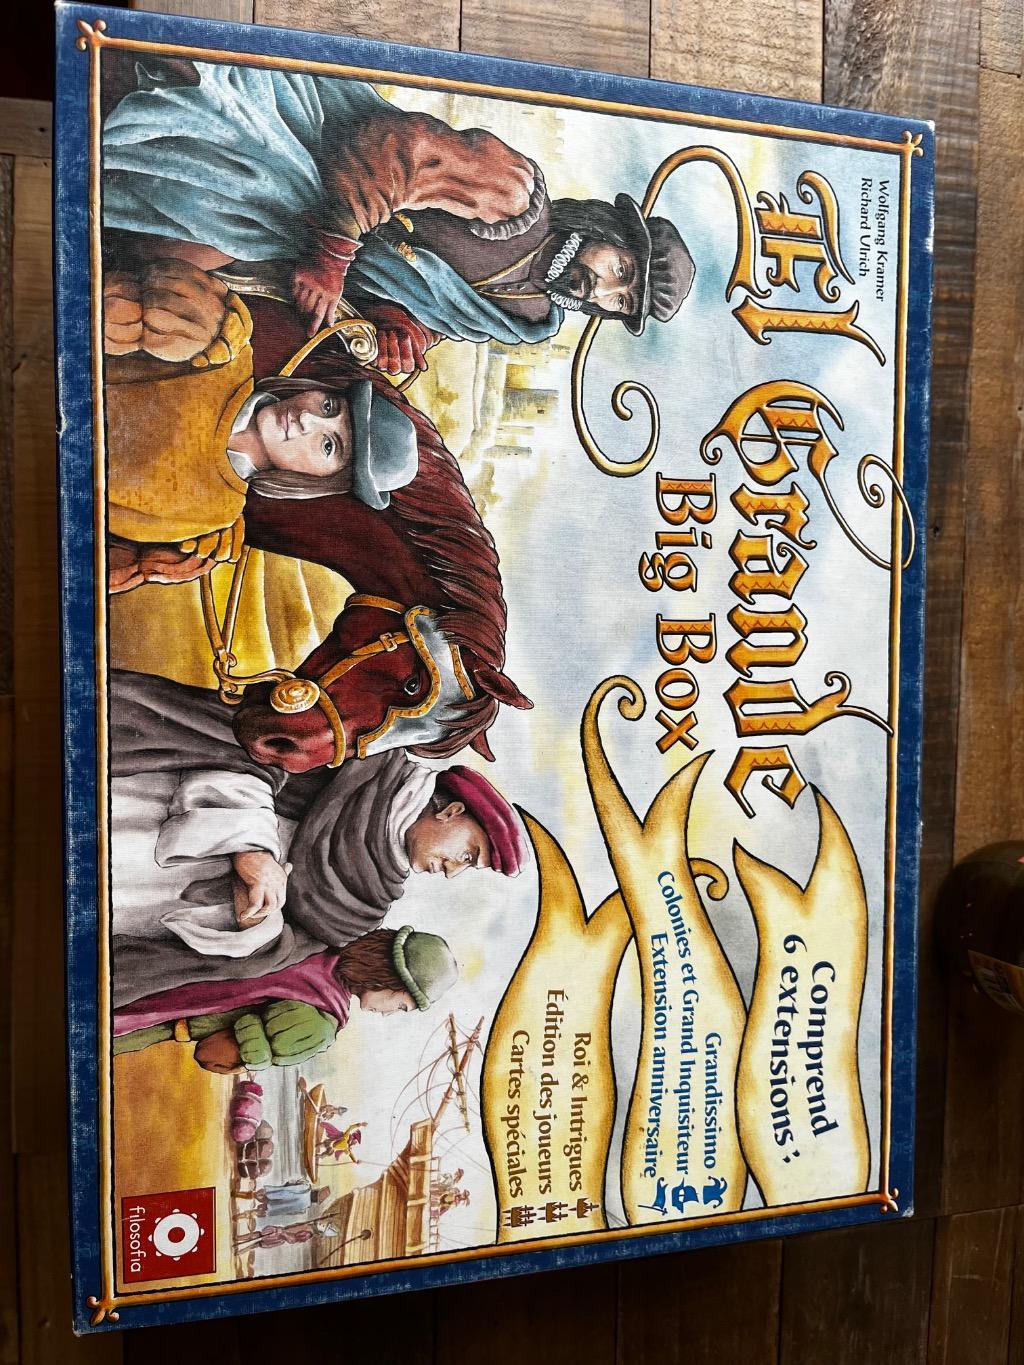 Wolfgang Kramer
Richard Ulrich
El Grande
Big Box
Comprend
6 extensions ;
Grandissimo
Colonies et Grand Inquisiteur
Extension anniversaire
Roi & Intrigues
Édition des joueurs
Cartes spéciales
filosofia